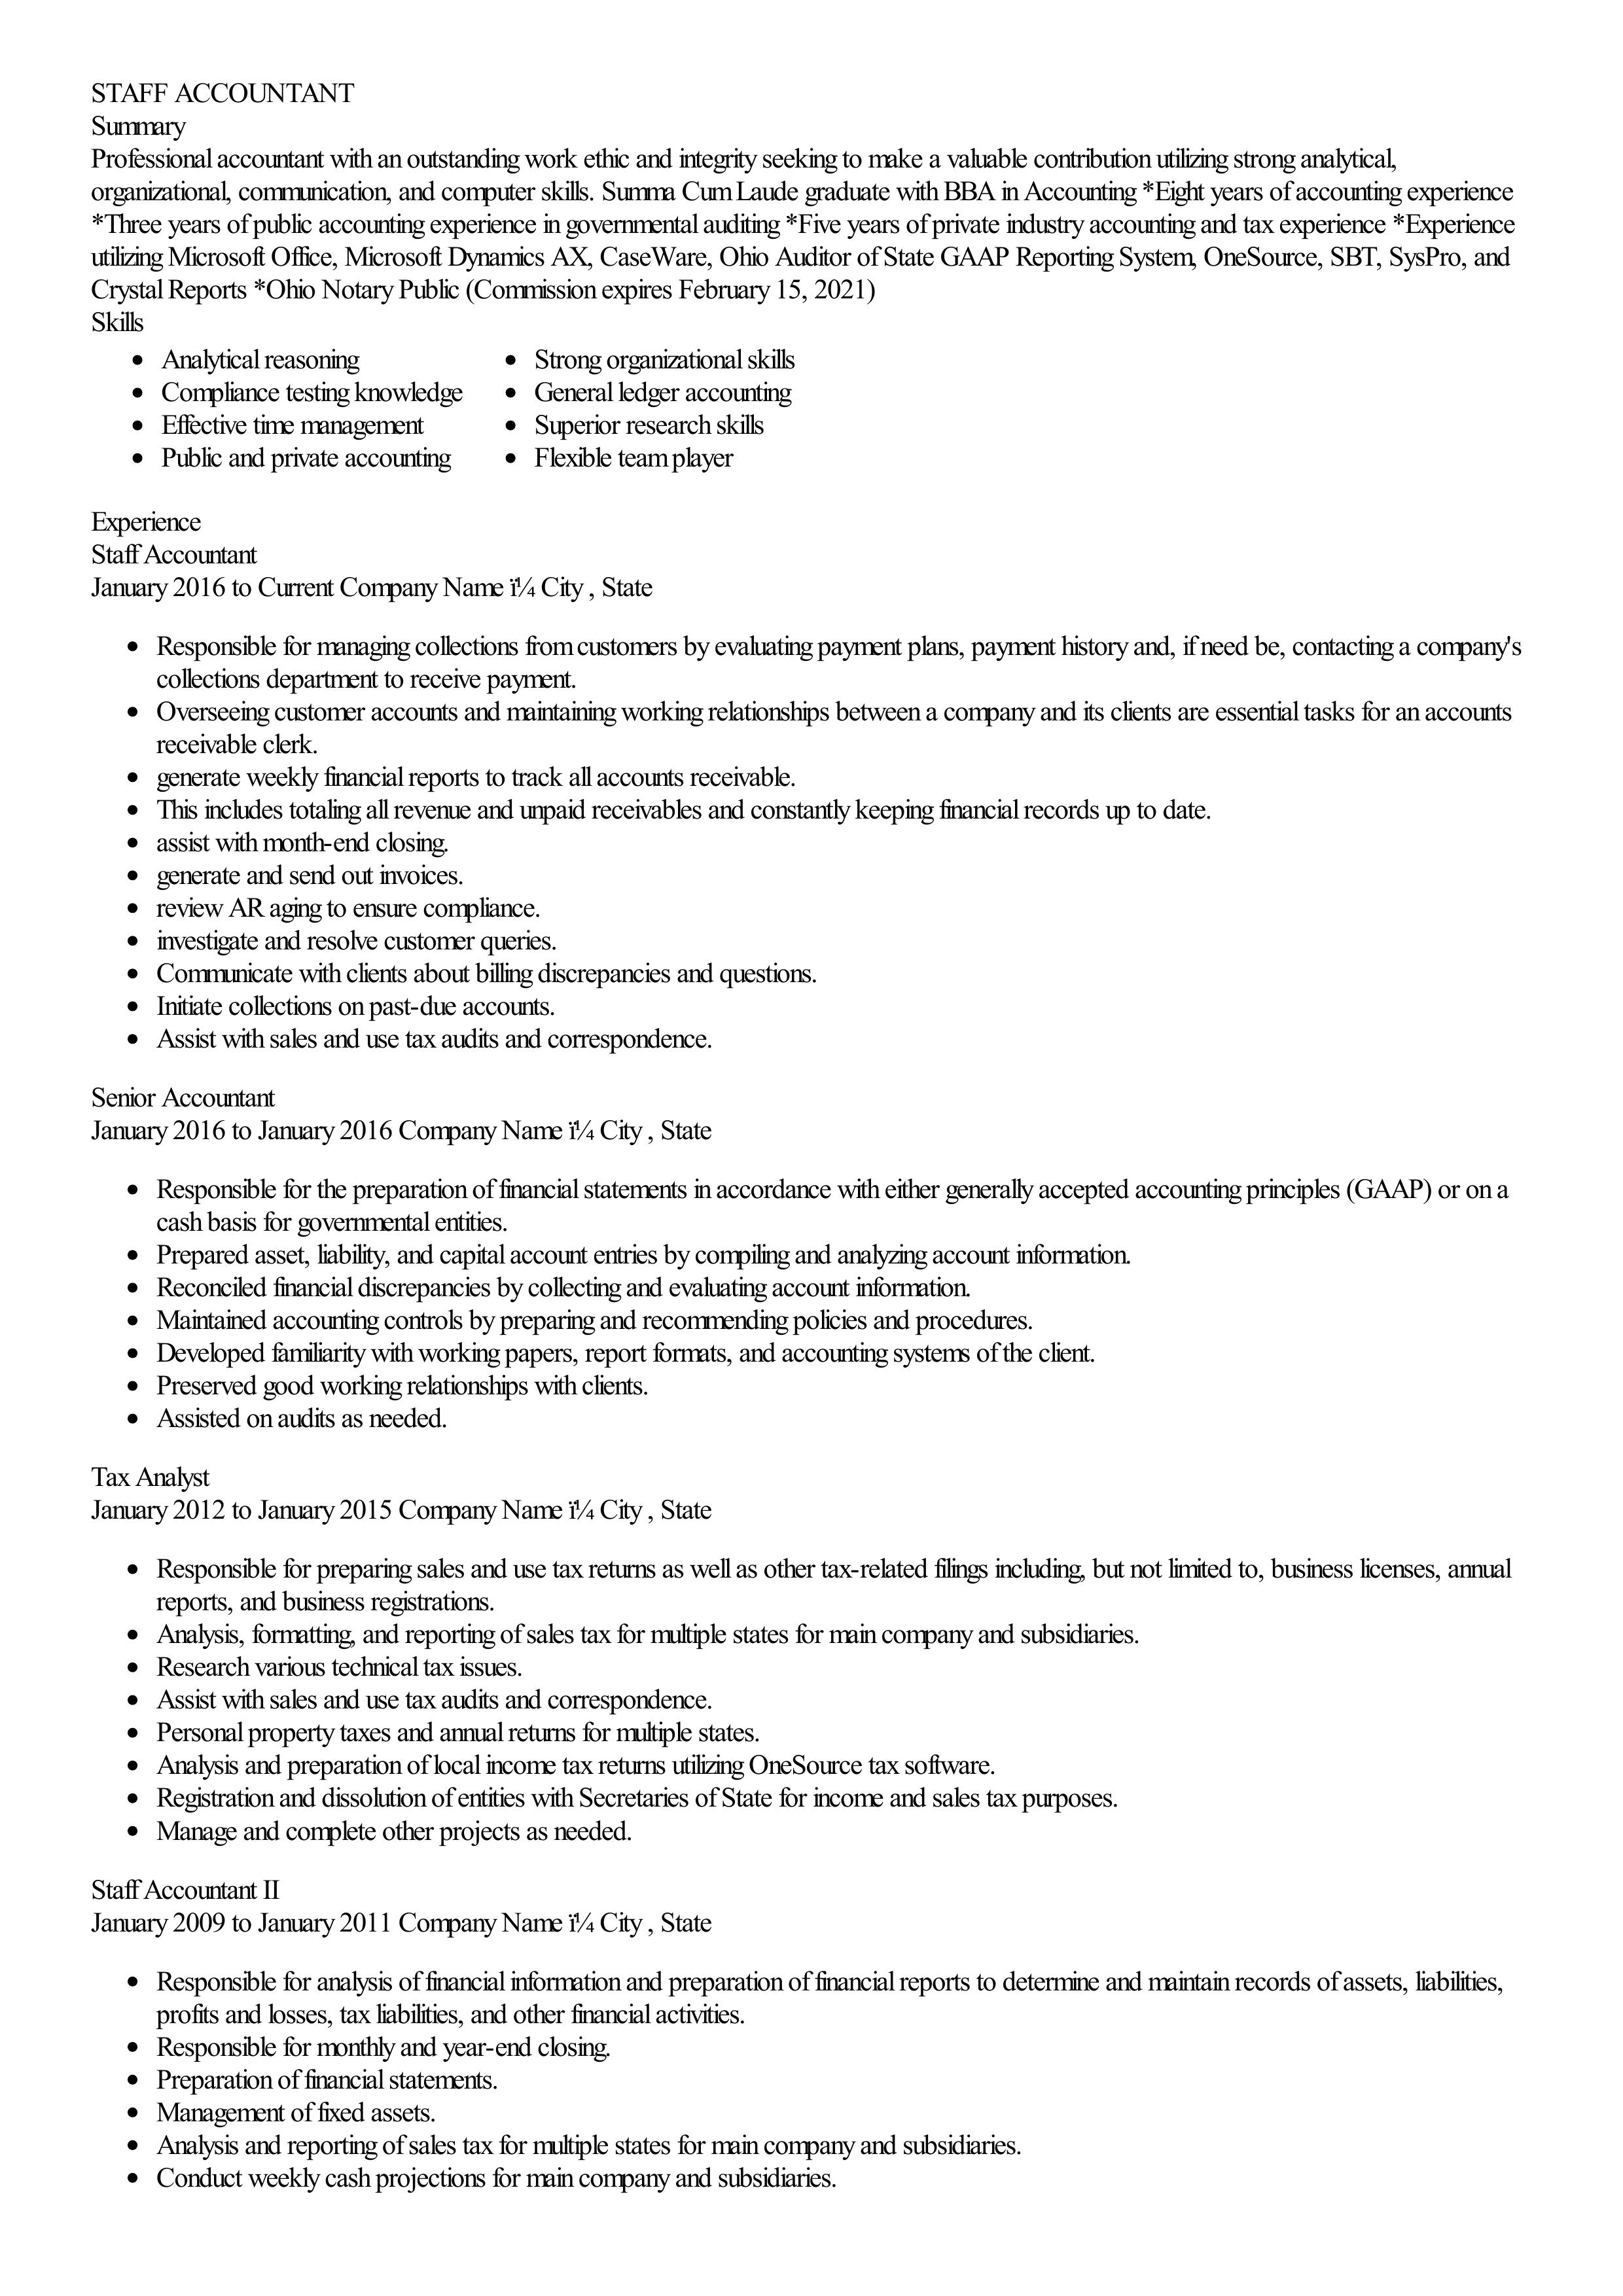 STAFF ACCOUNTANT
Summary
Professional accountant with an outstanding work ethic and integrity seeking to make a valuable contribution utilizing strong analytical,
organizational, communication, and computer skills. Summa Cum Laude graduate with BBA in Accounting *Eight years of accounting experience
*Three years of public accounting experience in governmental auditing *Five years of private industry accounting and tax experience *Experience
utilizing Microsoft Office, Microsoft Dynamics AX, CaseWare, Ohio Auditor of State GAAP Reporting System, OneSource, SBT, SysPro, and
Crystal Reports *Ohio Notary Public (Commission expires February 15, 2021)
Skills
• Analytical reasoning
• Compliance testing knowledge
• Effective time management
• Public and private accounting
• Strong organizational skills
• General ledger accounting
• Superior research skills
• Flexible team player
Experience
Staff Accountant
January 2016 to Current Company Name ï¼ City , State
• Responsible for managing collections from customers by evaluating payment plans, payment history and, if need be, contacting a company's
collections department to receive payment.
• Overseeing customer accounts and maintaining working relationships between a company and its clients are essential tasks for an accounts
receivable clerk.
• generate weekly financial reports to track all accounts receivable.
• This includes totaling all revenue and unpaid receivables and constantly keeping financial records up to date.
• assist with month-end closing.
• generate and send out invoices.
• review AR aging to ensure compliance.
• investigate and resolve customer queries.
• Communicate with clients about billing discrepancies and questions.
• Initiate collections on past-due accounts.
• Assist with sales and use tax audits and correspondence.
Senior Accountant
January 2016 to January 2016 Company Name ï¼ City , State
• Responsible for the preparation of financial statements in accordance with either generally accepted accounting principles (GAAP) or on a
cash basis for governmental entities.
• Prepared asset, liability, and capital account entries by compiling and analyzing account information.
• Reconciled financial discrepancies by collecting and evaluating account information.
• Maintained accounting controls by preparing and recommending policies and procedures.
• Developed familiarity with working papers, report formats, and accounting systems of the client.
• Preserved good working relationships with clients.
• Assisted on audits as needed.
Tax Analyst
January 2012 to January 2015 Company Name ï¼ City , State
• Responsible for preparing sales and use tax returns as well as other tax-related filings including, but not limited to, business licenses, annual
reports, and business registrations.
• Analysis, formatting, and reporting of sales tax for multiple states for main company and subsidiaries.
• Research various technical tax issues.
• Assist with sales and use tax audits and correspondence.
• Personal property taxes and annual returns for multiple states.
• Analysis and preparation of local income tax returns utilizing OneSource tax software.
• Registration and dissolution of entities with Secretaries of State for income and sales tax purposes.
• Manage and complete other projects as needed.
Staff Accountant II
January 2009 to January 2011 Company Name ï¼ City , State
• Responsible for analysis of financial information and preparation of financial reports to determine and maintain records of assets, liabilities,
profits and losses, tax liabilities, and other financial activities.
• Responsible for monthly and year-end closing.
• Preparation of financial statements.
• Management of fixed assets.
• Analysis and reporting of sales tax for multiple states for main company and subsidiaries.
• Conduct weekly cash projections for main company and subsidiaries.